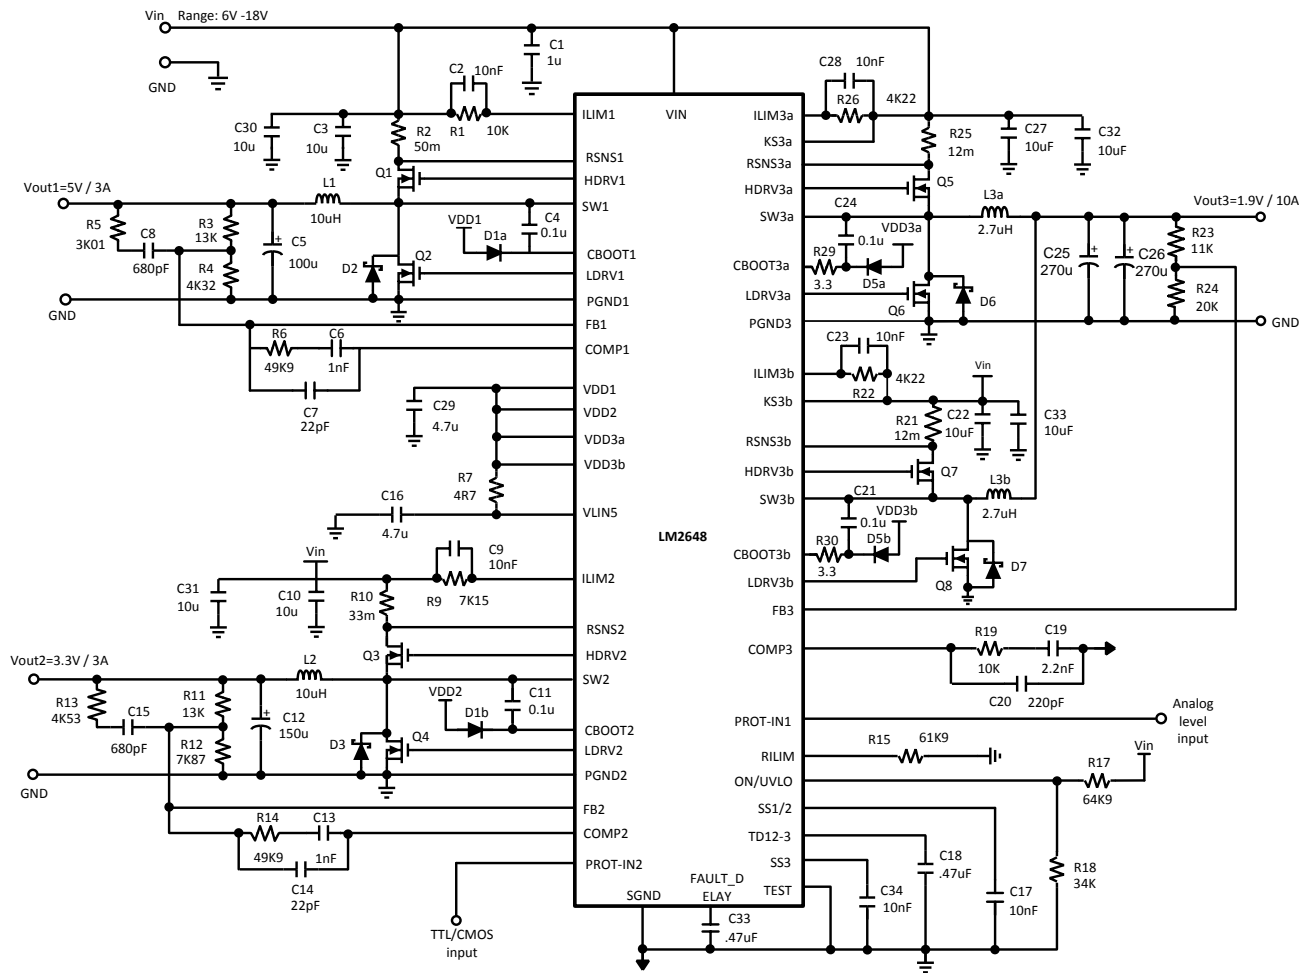 Vin Range: 6V -18V
GND
C1
1u
C2 10nF
R1 10K
C30
10u
C3
10u
R2
50m
Q1
Vout1=5V / 3A
L1
10uH
R5
3K01
C8
680pF
R3
13K
R4
4K32
C5
100u
VDD1
D1a
C4
0.1u
D2
Q2
GND
R6
49K9
C6
1nF
C7
22pF
C29
4.7u
R7
4R7
C16
4.7u
Vin
C9
10nF
R9 7K15
C31
10u
C10
10u
R10
33m
Q3
Vout2=3.3V / 3A
L2
10uH
R13
4K53
C15
680pF
R11
13K
R12
7K87
C12
150u
VDD2
D1b
C11
0.1u
D3
Q4
GND
R14
49K9
C13
1nF
C14
22pF
TTL/CMOS
input
ILIM1
RSNS1
HDRV1
SW1
CBOOT1
LDRV1
PGND1
FB1
COMP1
VDD1
VDD2
VDD3a
VDD3b
VLIN5
ILIM2
RSNS2
HDRV2
SW2
CBOOT2
LDRV2
PGND2
FB2
COMP2
PROT-IN2
VIN
LM2648
SGND
FAULT_D
ELAY
ILIM3a
KS3a
RSNS3a
HDRV3a
SW3a
CBOOT3a
LDRV3a
PGND3
ILIM3b
KS3b
RSNS3b
HDRV3b
SW3b
CBOOT3b
LDRV3b
FB3
COMP3
PROT-IN1
RILIM
ON/UVLO
SS1/2
TD12-3
SS3
TEST
C28 10nF
R26
4K22
R25
12m
C27
10uF
C32
10uF
Q5
C24
0.1u
L3a
2.7uH
Vout3=1.9V / 10A
VDD3a
R29
3.3
D5a
Q6
D6
C25
270u
C26
270u
R23
11K
R24
20K
GND
C23
10nF
4K22
R22
Vin
R21
12m
C22
10uF
C33
10uF
Q7
C21
0.1u
L3b
2.7uH
VDD3b
R30
3.3
D5b
Q8
D7
R19
10K
C19
2.2nF
C20 220pF
Analog
level
input
R15 61K9
Vin
R17
64K9
R18
34K
C18
.47uF
C17
10nF
C34
10nF
C33
.47uF